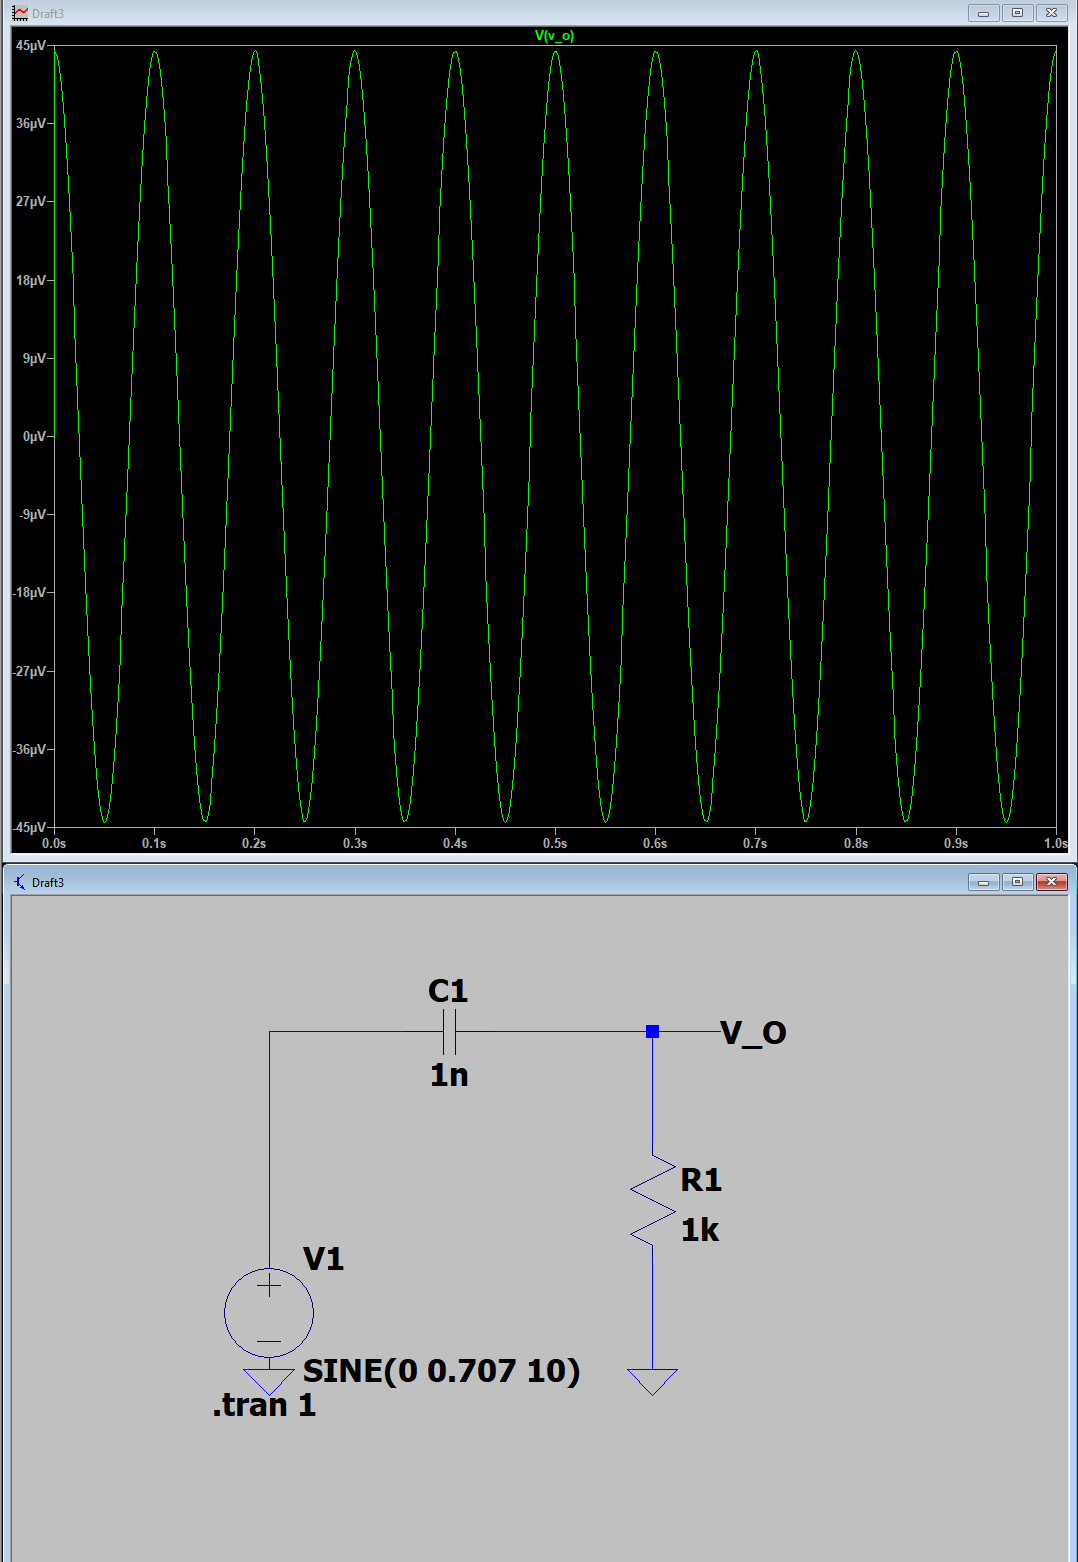 Draft3
V(v_o)
45µV
36µV
27µV
18µV
9µV
0µV
-9µV
-18µV
-27µV
-36µV
-45µV
0.0s 0.1s 0.2s 0.3s 0.4s 0.5s 0.6s 0.7s 0.8s 0.9s 1.0s
Draft3
C1
V_O
1n
R1
1k
V1
SINE(0 0.707 10)
.tran 1